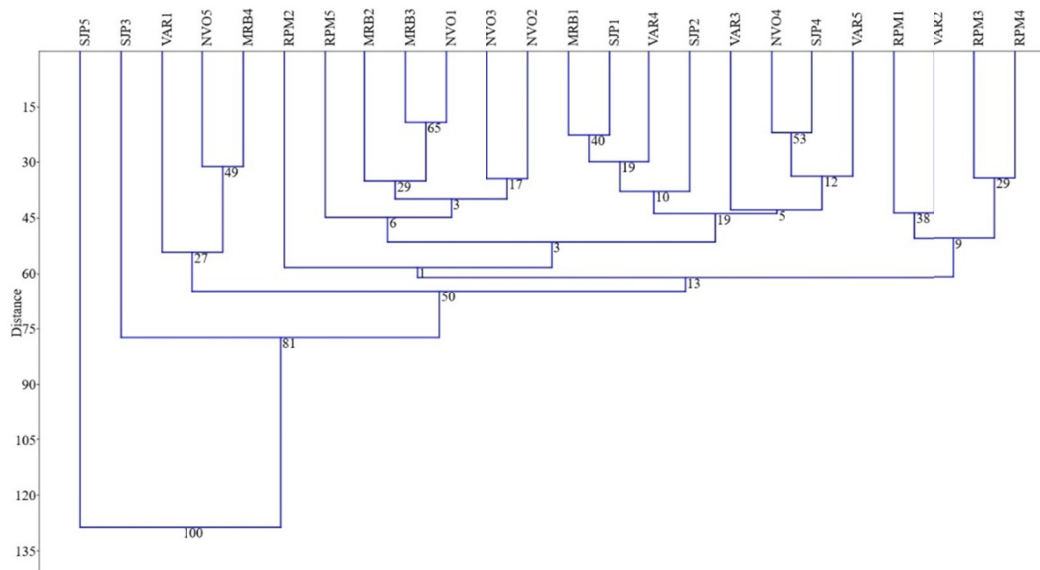 SJP5
SJP3
VAR1
NVO5
MRB4
RPM2
RPM5
MRB2
MRB3
NVO1
NVO3
NVO2
MRB1
SJP1
VAR4
SJP2
VAR3
NVO4
SJP4
VAR5
RPM1
VAR2
RPM3
RPM4
Distance
15
30
45
60
75
90
105
120
135
65
40
53
19
49
29
17
12
29
10
3
6
19
5
38
3
9
27
1
13
50
81
100